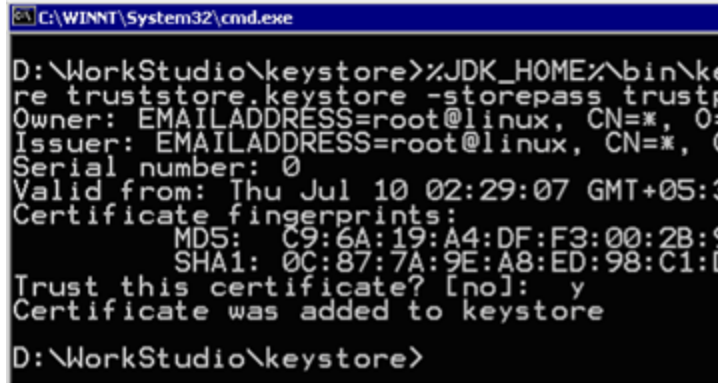 C:\WINNT\System32\cmd.exe
D:\WorkStudio\keystore>%JDK_HOME%\bin\ke
re truststore.keystore -storepass trustp
Owner: EMAILADDRESS=root@linux, CN=*, O
Issuer: EMAILADDRESS=root@linux, CN=*,
Serial number: 0
Valid from: Thu Jul 10 02:29:07 GMT+05:3
Certificate fingerprints:
MD5: C9:6A:19:A4:DF:F3:00:2B:9
SHA1: 0C:87:7A:9E:A8:ED:98:C1:D
Trust this certificate? [no]: y
Certificate was added to keystore
D:\WorkStudio\keystore>